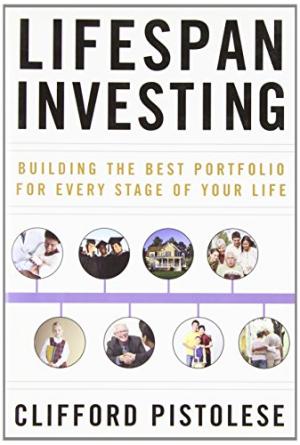 LIFESPAN
INVESTING
BUILDING THE BEST PORTFOLIO
FOR EVERY STAGE OF YOUR LIFE
CLIFFORD PISTOLESE